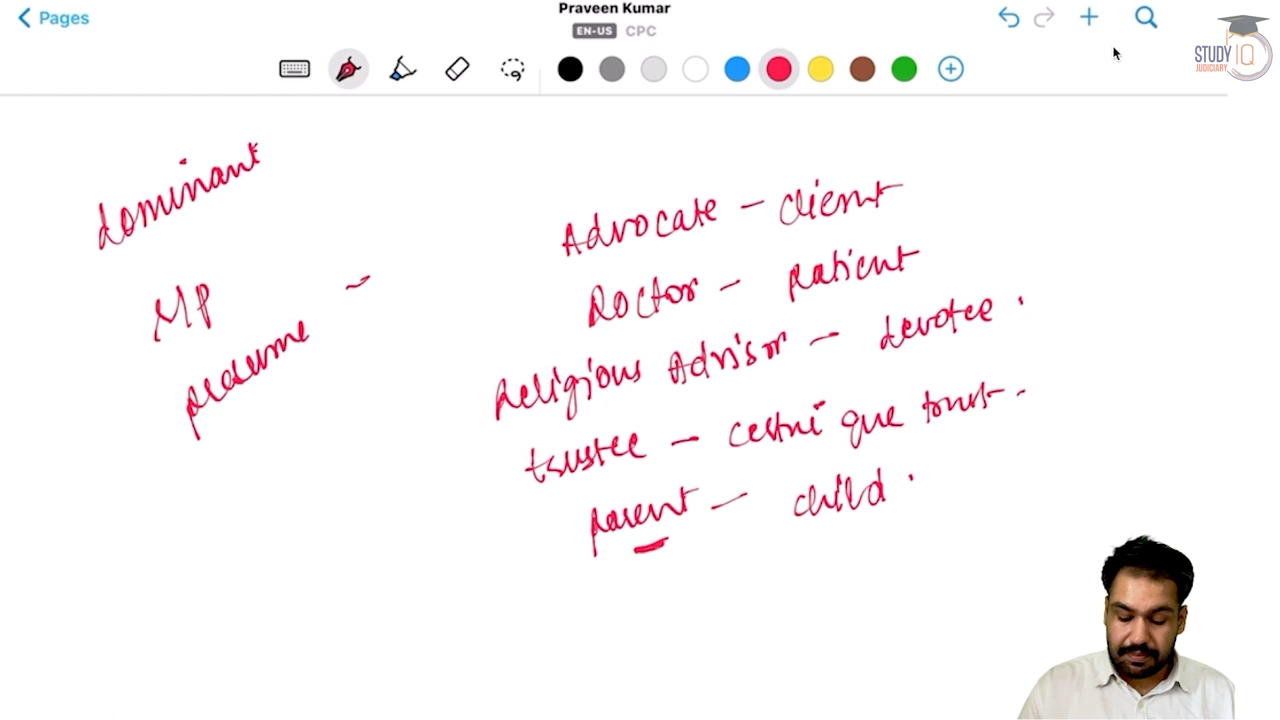 Pages
Praveen Kumar
EN-US CPC
STUDY IQ
JUDICIARY
dominant
MP
presume -
Advocate - client
Doctor - patient
Religious Advisor - devotee.
trustee - cestui que trust -
parent - child.